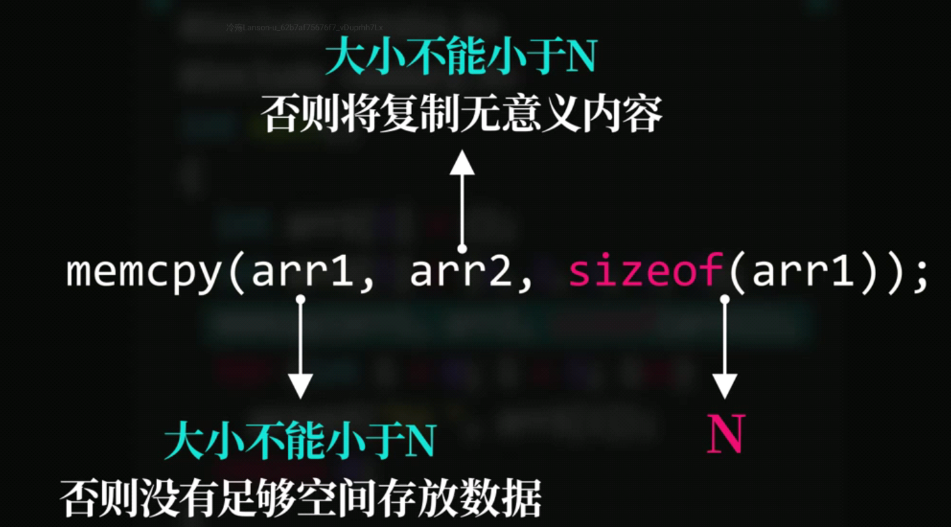 大小不能小于N
否则将复制无意义内容
memcpy(arr1, arr2, sizeof(arr1));
大小不能小于N
N
否则没有足够空间存放数据